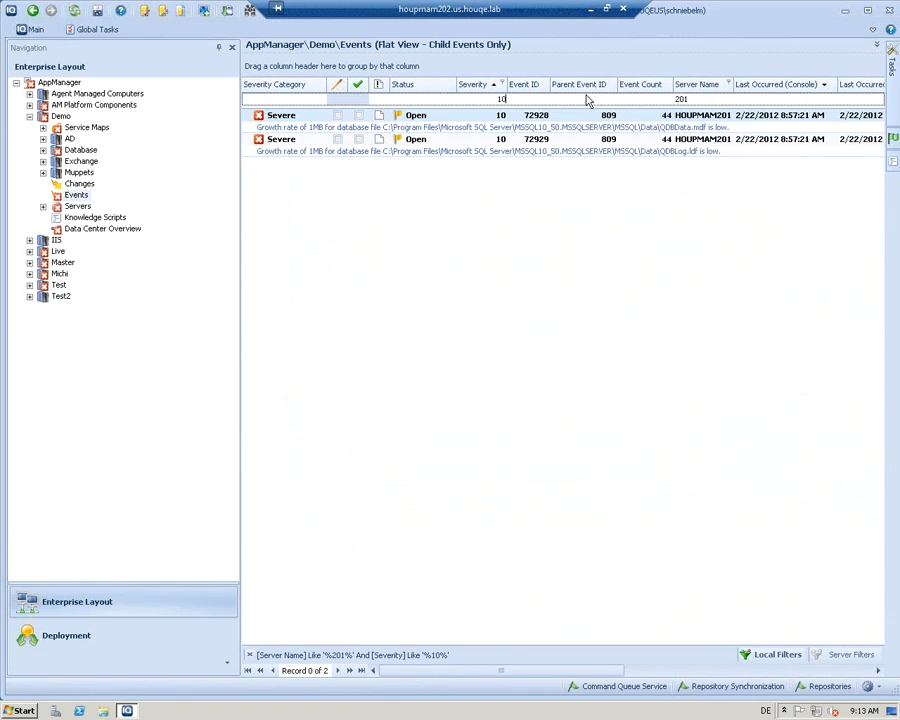 houpmam202.us.houqe.lab
QEUS\schniebelm)
Main Global Tasks
Navigation
Enterprise Layout
AppManager
Agent Managed Computers
AM Platform Components
Demo
Service Maps
AD
Database
Exchange
Muppets
Changes
Events
Servers
Knowledge Scripts
Data Center Overview
IIS
Live
Master
Michi
Test
Test2
Enterprise Layout
Deployment
AppManager\Demo\Events (Flat View - Child Events Only)
Drag a column header here to group by that column
Severity Category Status Severity Event ID Parent Event ID Event Count Server Name Last Occurred (Console) Last Occurre
10 201
Severe Open 10 72928 809 44 HOUPMAM201 2/22/2012 8:57:21 AM 2/22/2012
Growth rate of 1MB for database file C:\Program Files\Microsoft SQL Server\MSSQL10_50.MSSQLSERVER\MSSQL\Data\QDBData.mdf is low.
Severe Open 10 72929 809 44 HOUPMAM201 2/22/2012 8:57:21 AM 2/22/2012
Growth rate of 1MB for database file C:\Program Files\Microsoft SQL Server\MSSQL10_50.MSSQLSERVER\MSSQL\Data\QDBLog.ldf is low.
Tasks
[Server Name] Like '%201%' And [Severity] Like '%10%'
Local Filters Server Filters
Record 0 of 2
Command Queue Service Repository Synchronization Repositories
Start DE 9:13 AM